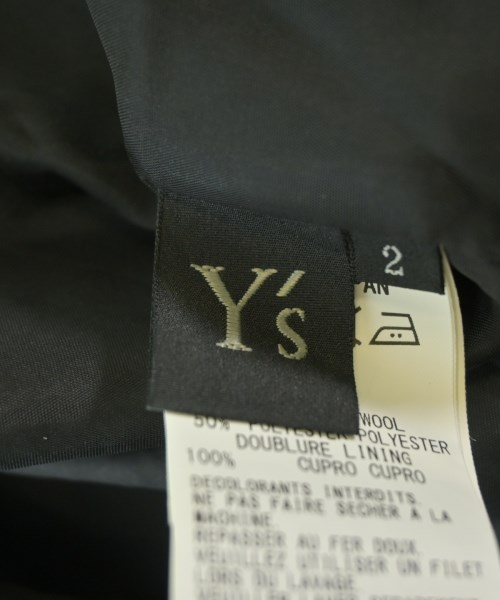 Y's
2
AN
WOOL
50% POLYESTER/POLYESTER
DOUBLURE LINING
100% CUPRO CUPRO
DECOLORANTS INTERDITS.
NE PAS FAIRE SECHER A LA
MACHINE.
REPASSER AU FER DOUX.
VEUILLEZ UTILISER UN FILET
LORS DU LAVAGE